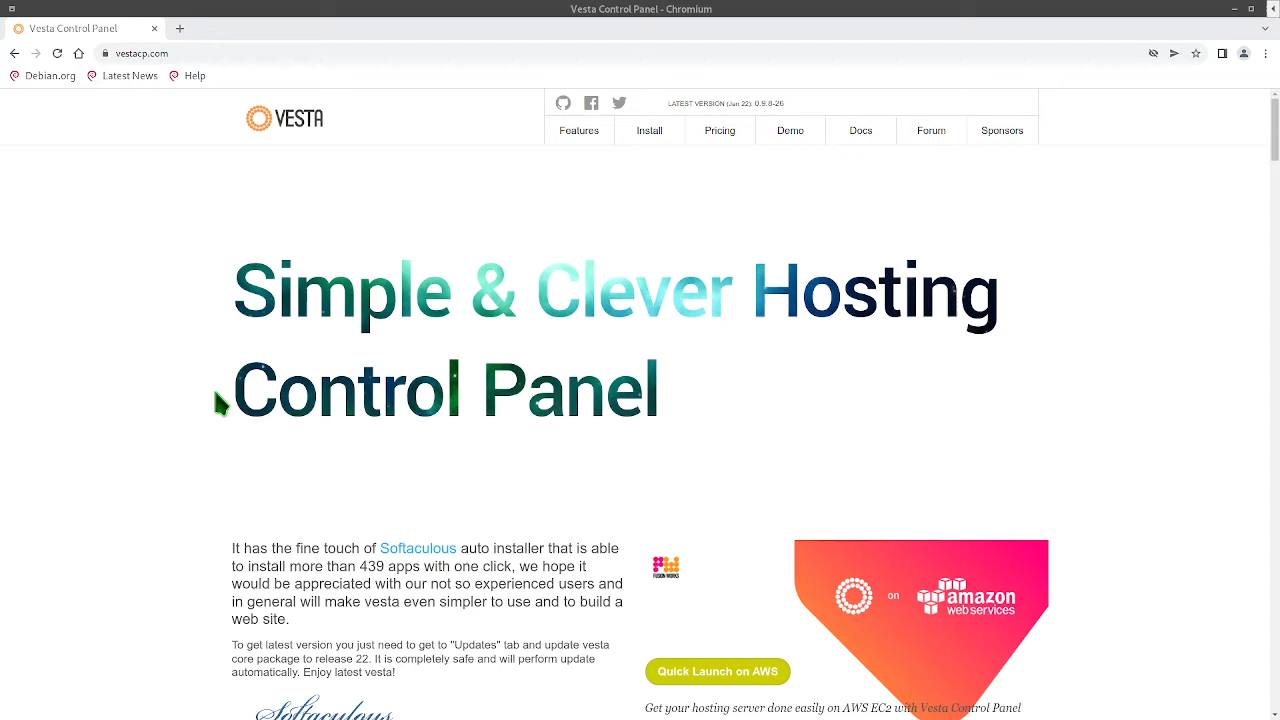 Vesta Control Panel - Chromium
Vesta Control Panel
vestacp.com
Debian.org
Latest News
Help
VESTA
LATEST VERSION (Jan 22): 0.9.8-26
Features
Install
Pricing
Demo
Docs
Forum
Sponsors
Simple & Clever Hosting
Control Panel
It has the fine touch of Softaculous auto installer that is able
to install more than 439 apps with one click, we hope it
would be appreciated with our not so experienced users and
in general will make vesta even simpler to use and to build a
web site.
To get latest version you just need to get to "Updates" tab and update vesta
core package to release 22. It is completely safe and will perform update
automatically. Enjoy latest vesta!
Softaculous
FUSION WORKS
on
amazon
web services
Quick Launch on AWS
Get your hosting server done easily on AWS EC2 with Vesta Control Panel